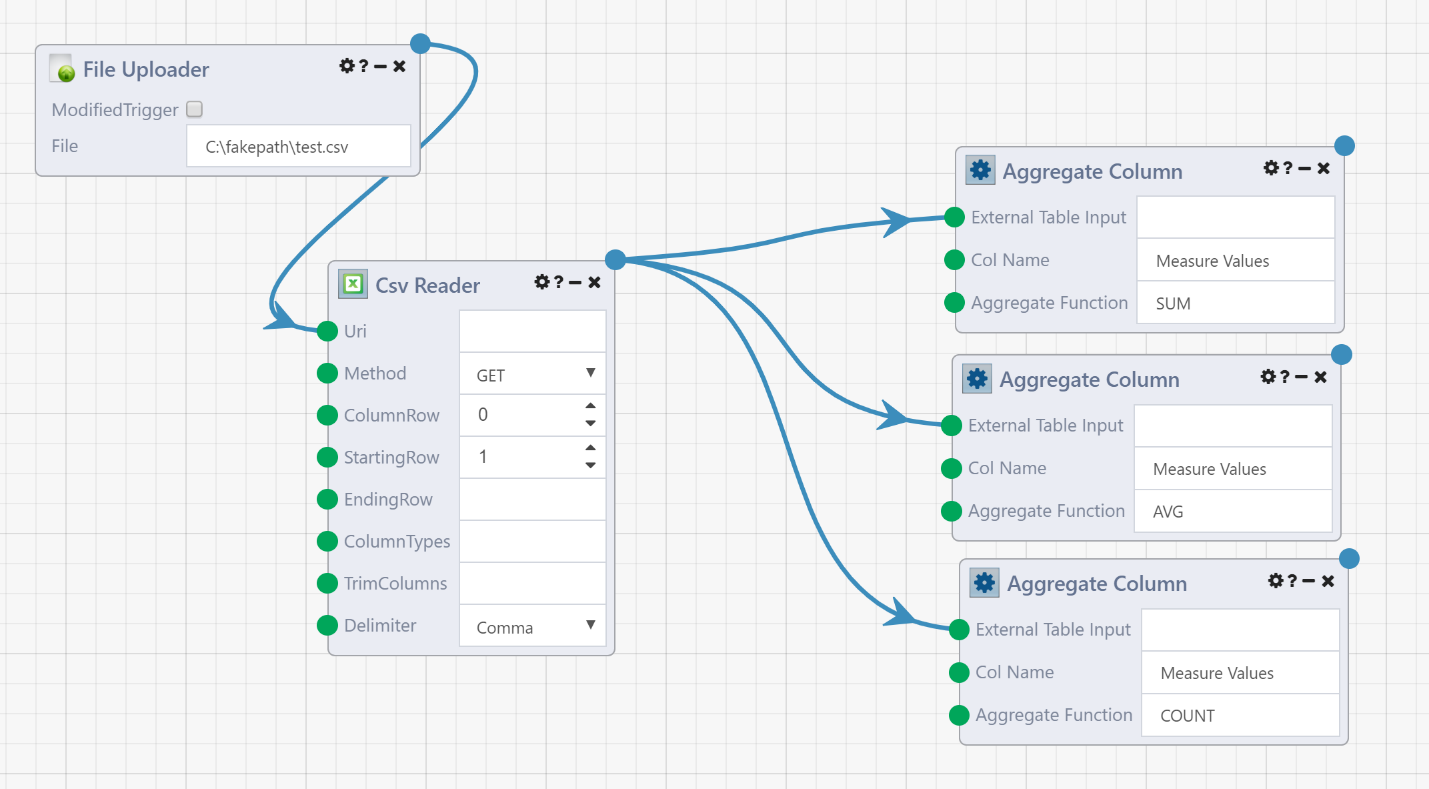 File Uploader ?
ModifiedTrigger
File C:\fakepath\test.csv
Csv Reader ?
Uri
Method GET
ColumnRow 0
StartingRow 1
EndingRow
ColumnTypes
TrimColumns
Delimiter Comma
Aggregate Column ?
External Table Input
Col Name Measure Values
Aggregate Function SUM
Aggregate Column ?
External Table Input
Col Name Measure Values
Aggregate Function AVG
Aggregate Column ?
External Table Input
Col Name Measure Values
Aggregate Function COUNT